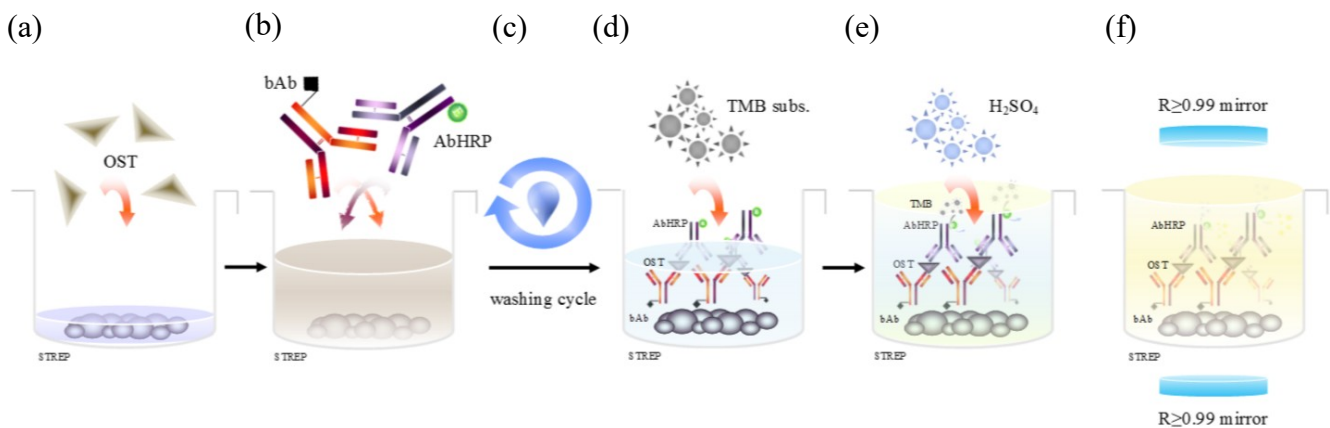 (a)
(b)
(c)
(d)
(e)
(f)
bAb
AbHRP
OST
TMB subs.
H₂SO₄
R≥0.99 mirror
washing cycle
AbHRP
OST
bAb
TMB
AbHRP
OST
bAb
AbHRP
OST
bAb
STREP
STREP
STREP
STREP
STREP
R≥0.99 mirror